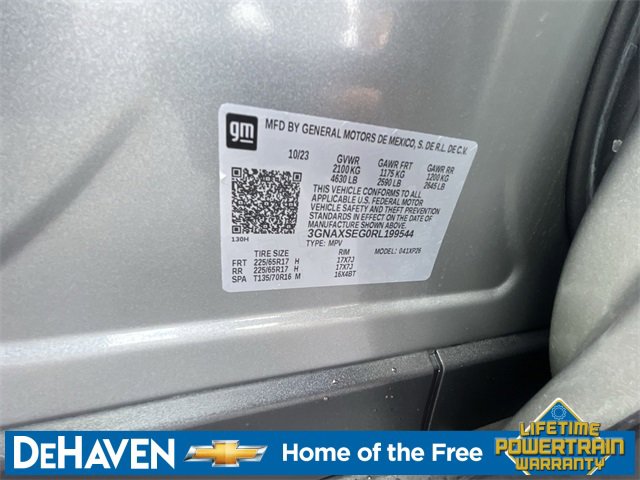 gm
MFD BY GENERAL MOTORS DE MEXICO, S. DE R.L. DE C.V.
10/23 GVWR GAWR FRT GAWR RR
2100 KG 1175 KG 1200 KG
4630 LB 2590 LB 2645 LB
THIS VEHICLE CONFORMS TO ALL
APPLICABLE U.S. FEDERAL MOTOR
VEHICLE SAFETY STANDARDS IN
EFFECT ON THE DATE OF
MANUFACTURE SHOWN ABOVE.
3GNAXSEG0RL199544
130H
TYPE: MPV MODEL: 041XP26
TIRE SIZE RIM
FRT 225/65R17 H 17X7J
RR 225/65R17 H 17X7J
SPA T135/70R16 M 16X4BT
DEHAVEN
Home of the Free
LIFETIME
POWERTRAIN
WARRANTY